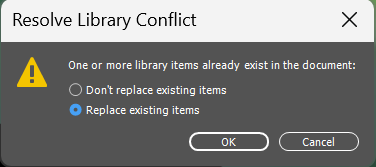 Resolve Library Conflict
One or more library items already exist in the document:
Don't replace existing items
Replace existing items
OK Cancel